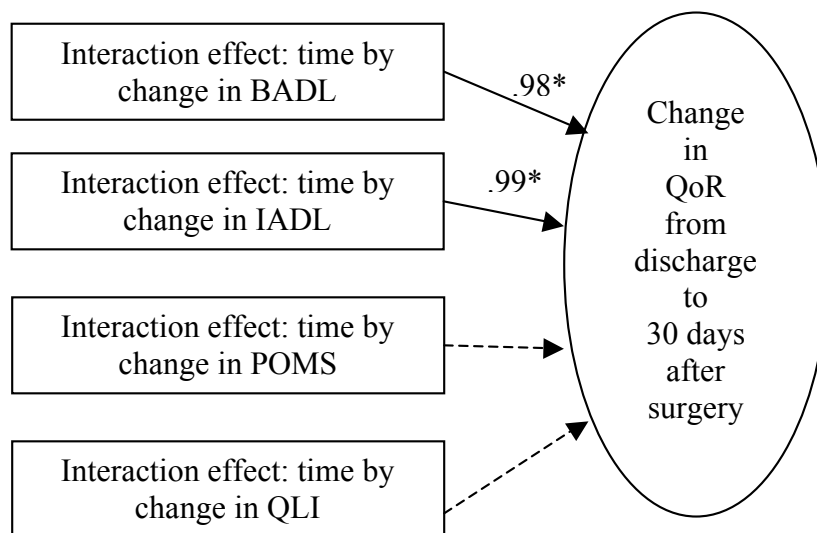 Interaction effect: time by
change in BADL
.98*
Interaction effect: time by
change in IADL
.99*
Interaction effect: time by
change in POMS
Interaction effect: time by
change in QLI
Change
in
QoR
from
discharge
to
30 days
after
surgery